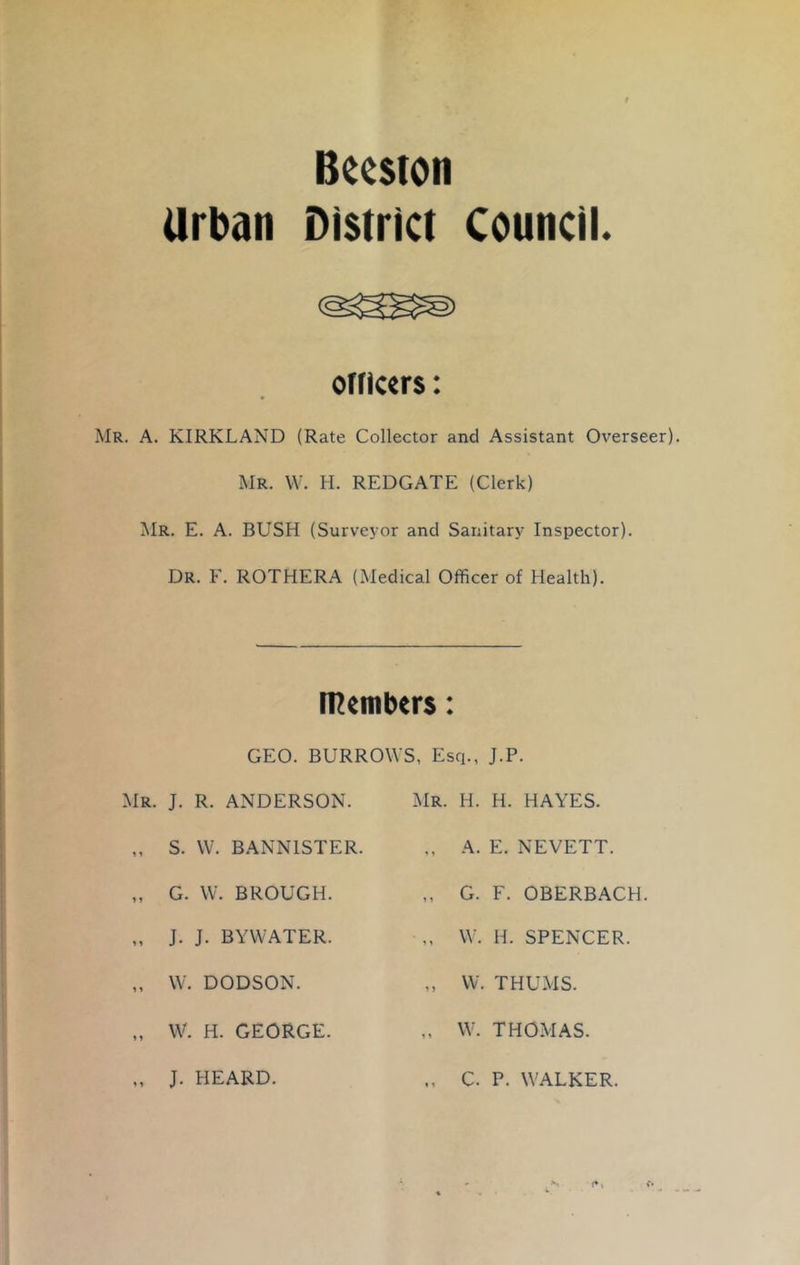 Beeston
Urban District Council.
Officers:
MR. A. KIRKLAND (Rate Collector and Assistant Overseer).
MR. W. H. REDGATE (Clerk)
MR. E. A. BUSH (Surveyor and Sanitary Inspector).
DR. F. ROTHERA (Medical Officer of Health).
Members:
GEO. BURROWS, Esq., J.P.
MR. J. R. ANDERSON.
„ S. W. BANNISTER.
„ G. W. BROUGH.
„ J. J. BYWATER.
„ W. DODSON.
„ W. H. GEORGE.
„ J. HEARD.
MR. H. H. HAYES.
„ A. E. NEVETT.
„ G. F. OBERBACH.
„ W. H. SPENCER.
„ W. THUMS.
„ W. THOMAS.
„ C. P. WALKER.